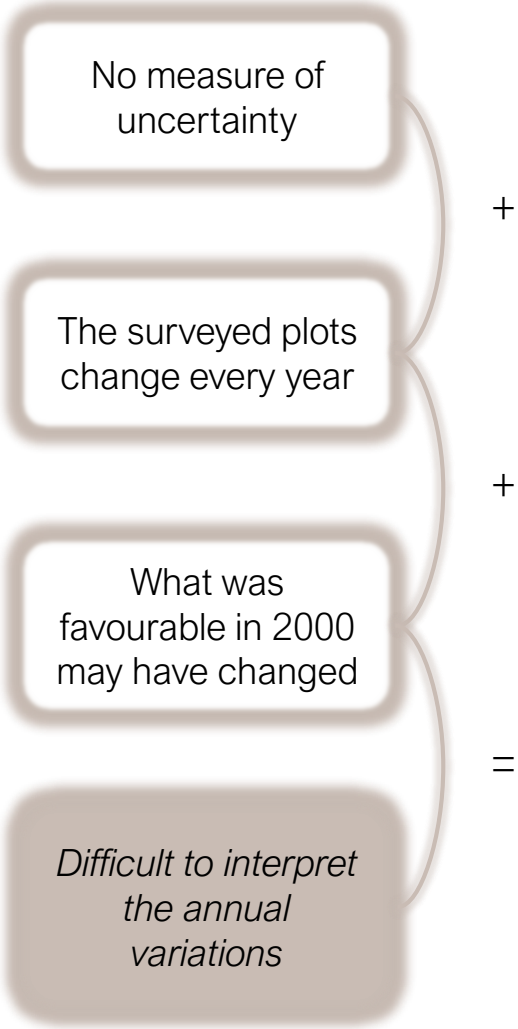 No measure of
uncertainty
+
The surveyed plots
change every year
+
What was
favourable in 2000
may have changed
=
Difficult to interpret
the annual
variations